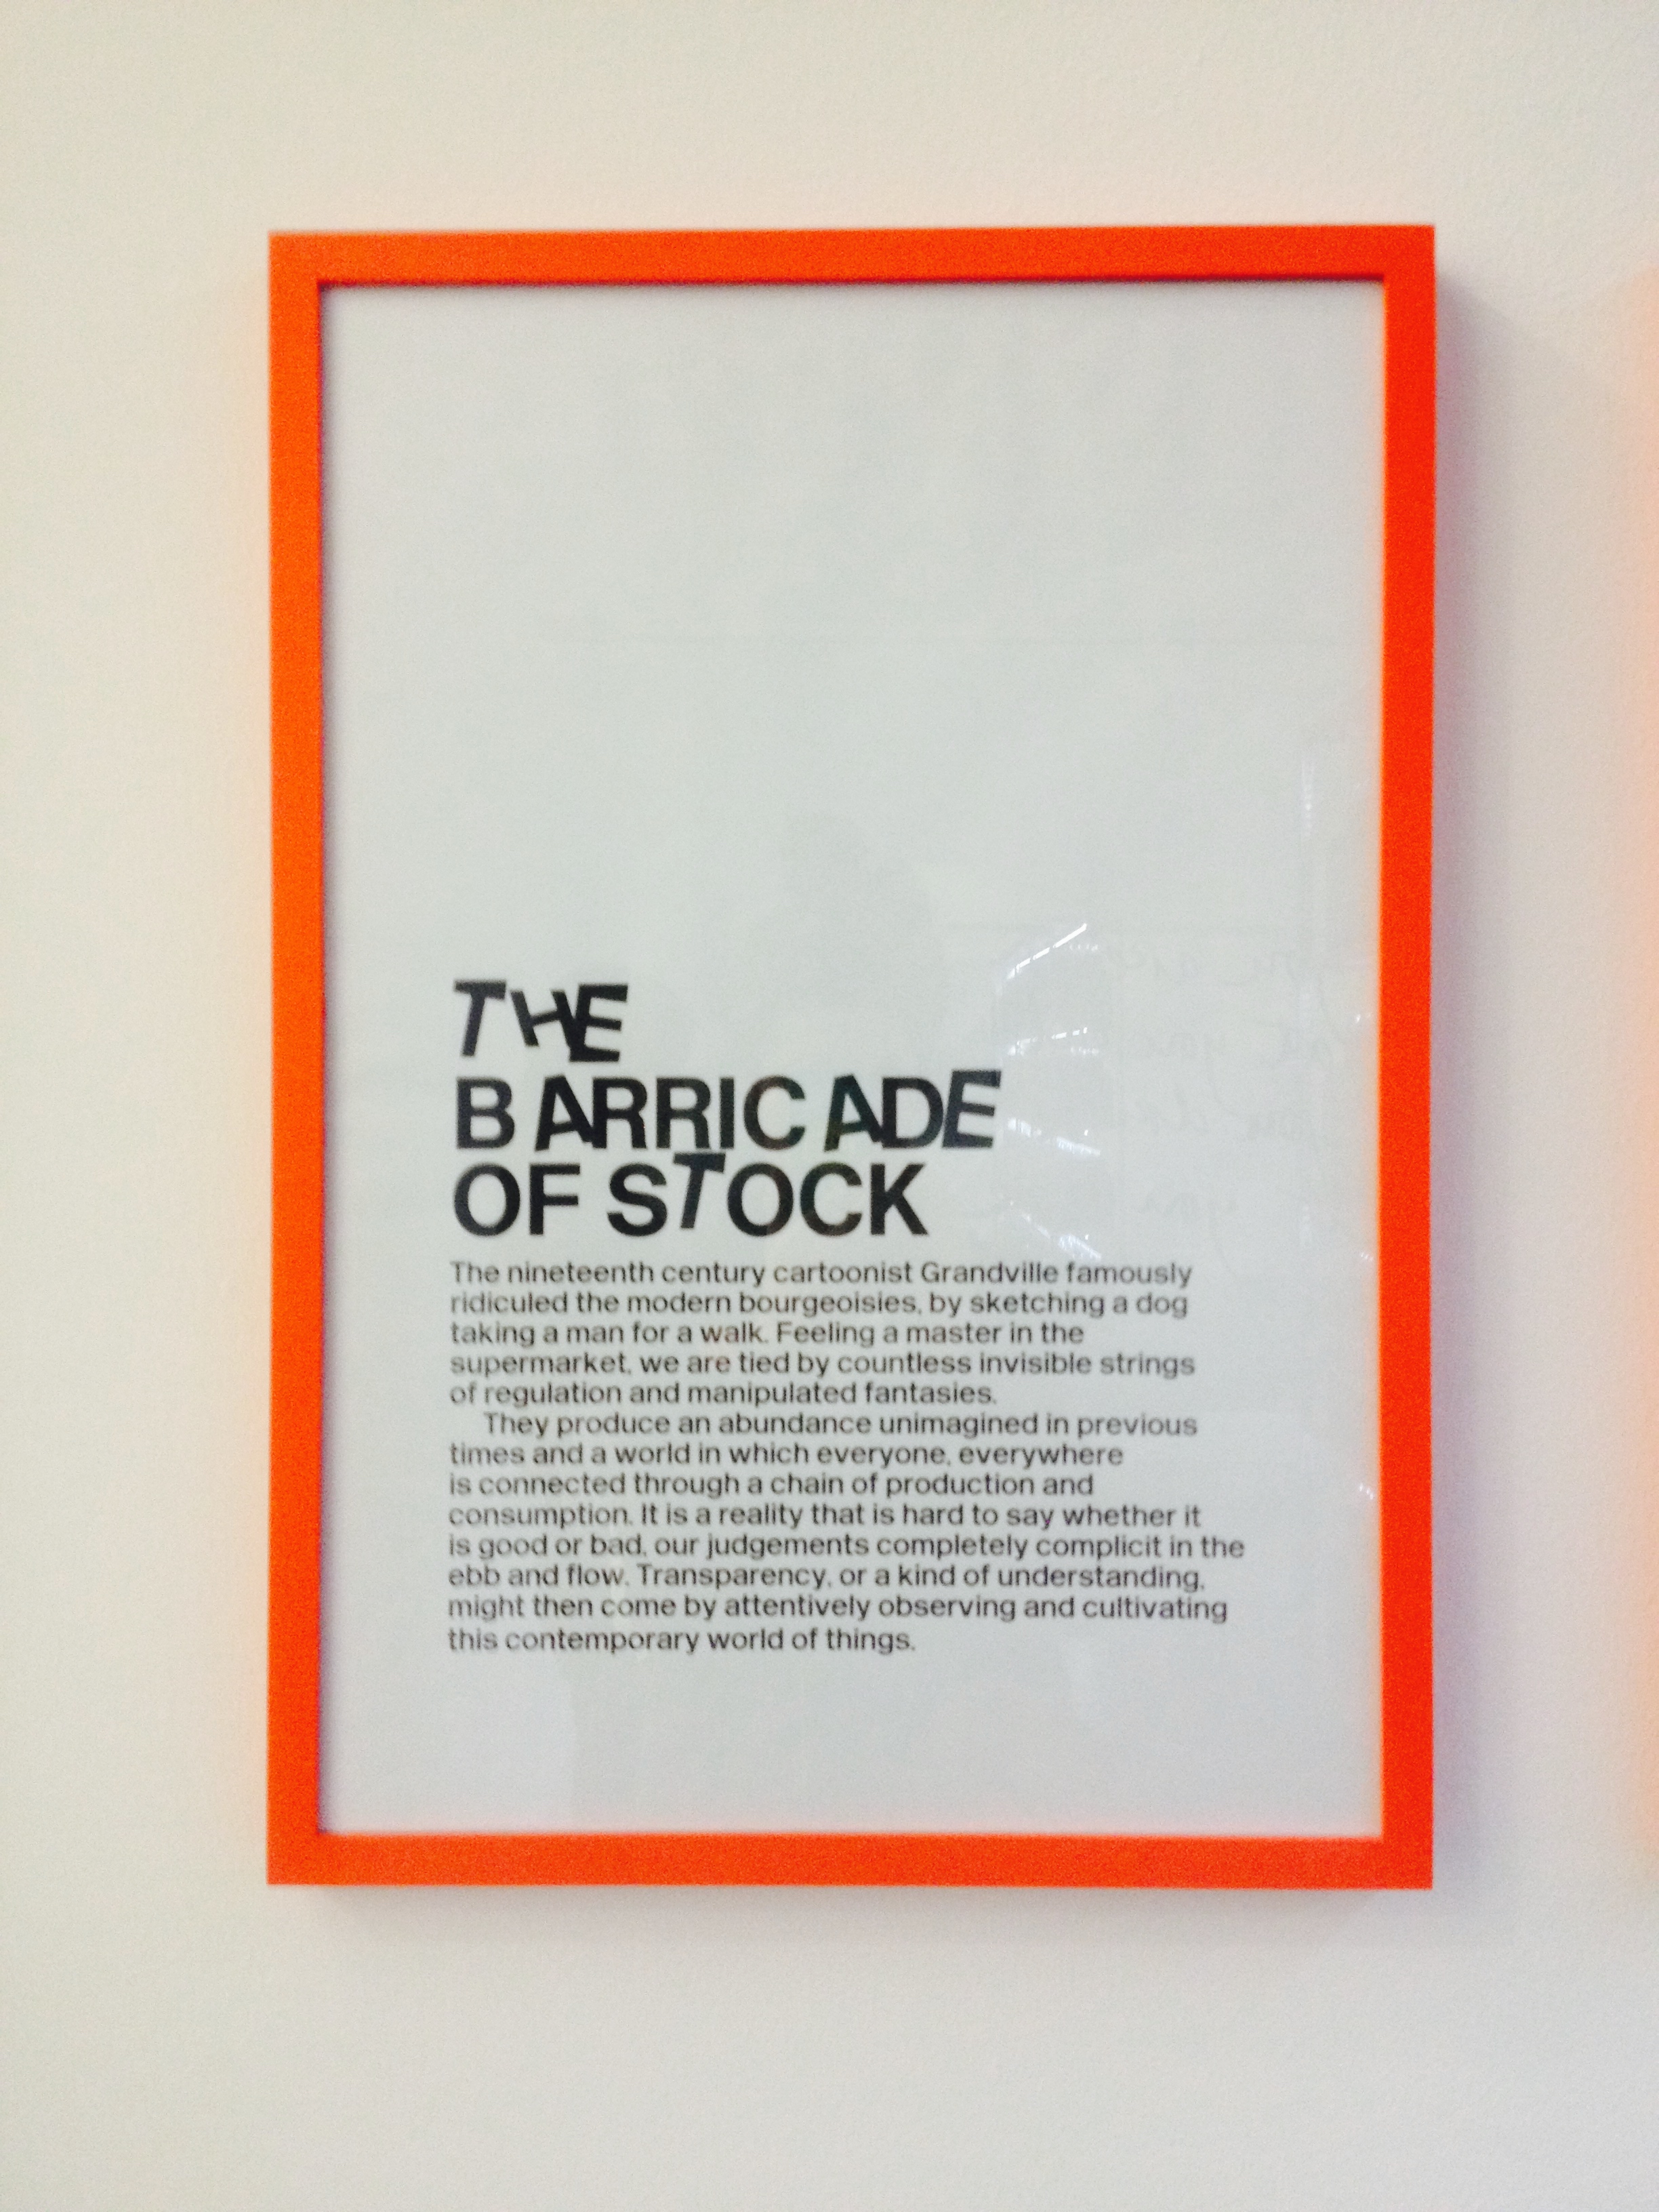 THE
BARRICADE
OF STOCK
The nineteenth century cartoonist Grandville famously
ridiculed the modern bourgeoisies, by sketching a dog
taking a man for a walk. Feeling a master in the
supermarket, we are tied by countless invisible strings
of regulation and manipulated fantasies.
They produce an abundance unimagined in previous
times and a world in which everyone, everywhere
is connected through a chain of production and
consumption. It is a reality that is hard to say whether it
is good or bad, our judgements completely complicit in the
ebb and flow. Transparency, or a kind of understanding,
might then come by attentively observing and cultivating
this contemporary world of things.